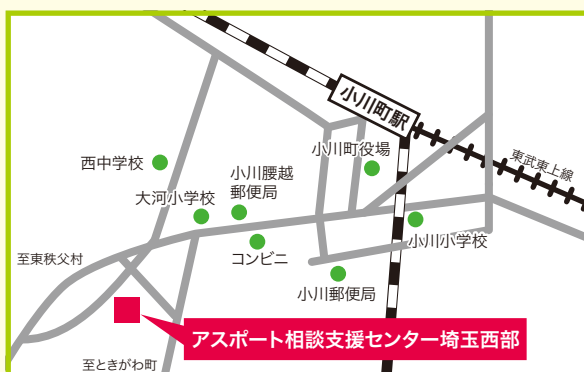 小川町駅
東武東上線
小川町役場
西中学校
小川腰越
郵便局
大河小学校
小川小学校
コンビニ
至東秩父村
小川郵便局
アスポート相談支援センター埼玉西部
至ときがわ町